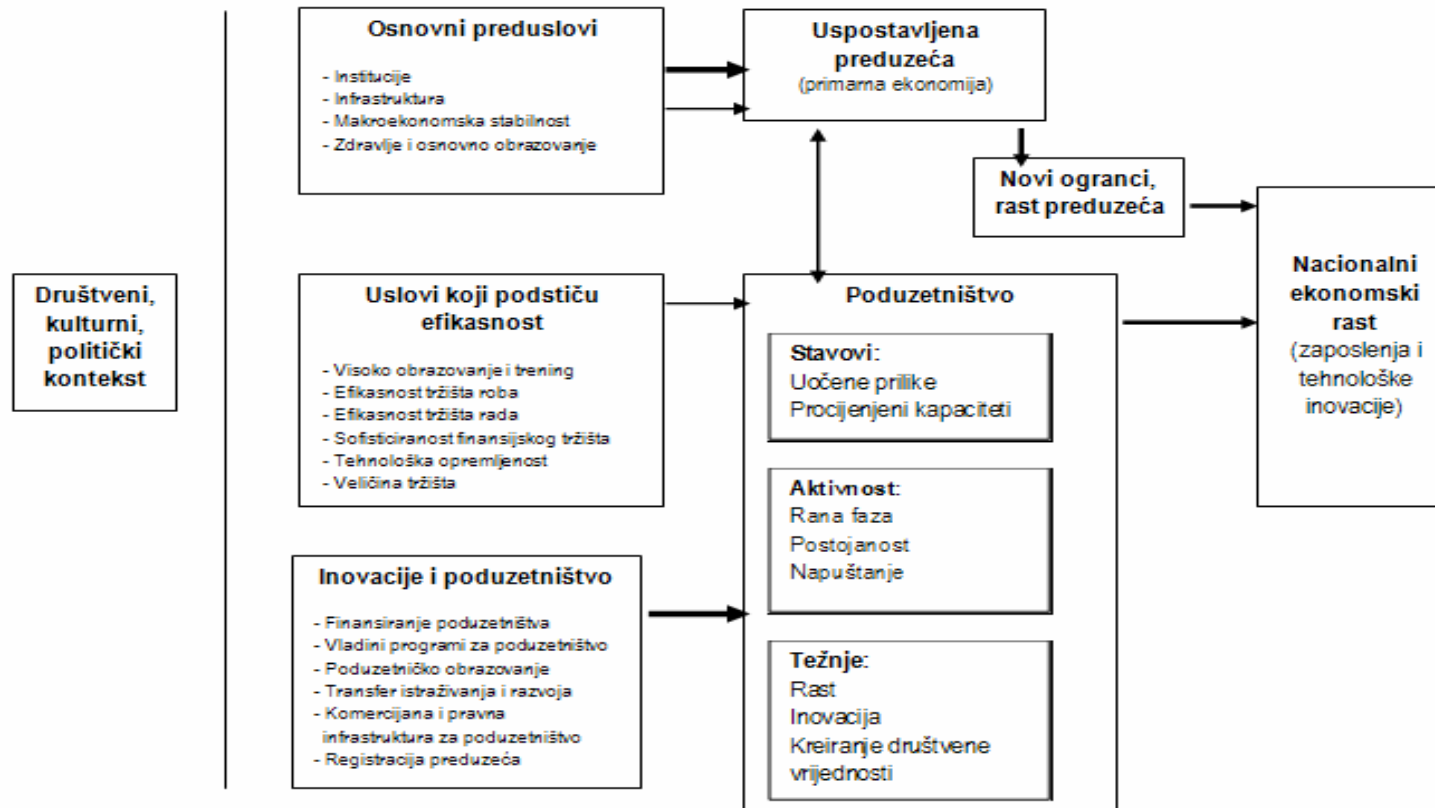 Društveni,
kulturni,
politički
kontekst
Osnovni preduslovi
- Institucije
- Infrastruktura
- Makroekonomska stabilnost
- Zdravlje i osnovno obrazovanje
Uslovi koji podstiču
efikasnost
- Visoko obrazovanje i trening
- Efikasnost tržišta roba
- Efikasnost tržišta rada
- Sofisticiranost finansijskog tržišta
- Tehnološka opremljenost
- Veličina tržišta
Inovacije i poduzetništvo
- Finansiranje poduzetništva
- Vladini programi za poduzetništvo
- Poduzetničko obrazovanje
- Transfer istraživanja i razvoja
- Komercijana i pravna
infrastruktura za poduzetništvo
- Registracija preduzeća
Uspostavljena
preduzeća
(primarna ekonomija)
Novi ogranci,
rast preduzeća
Poduzetništvo
Stavovi:
Uočene prilike
Procijenjeni kapaciteti
Aktivnost:
Rana faza
Postojanost
Napuštanje
Težnje:
Rast
Inovacija
Kreiranje društvene
vrijednosti
Nacionalni
ekonomski
rast
(zaposlenja i
tehnološke
inovacije)